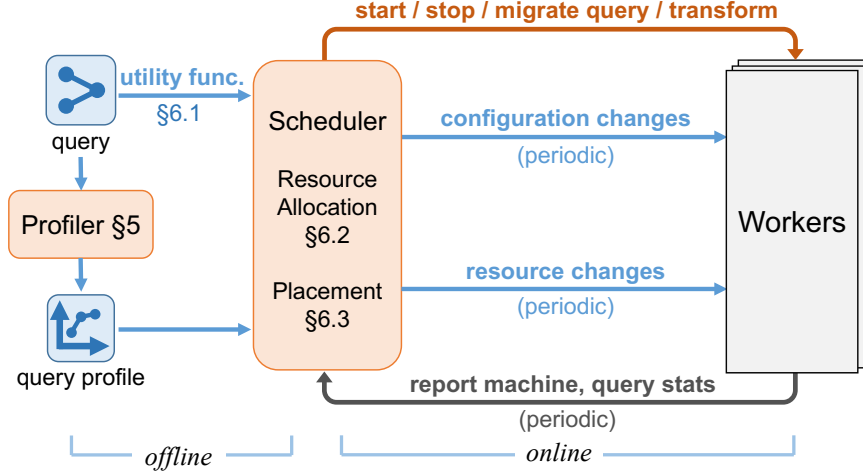 start / stop / migrate query / transform
utility func.
§6.1
query
Profiler §5
query profile
Scheduler
Resource
Allocation
§6.2
Placement
§6.3
configuration changes
(periodic)
resource changes
(periodic)
report machine, query stats
(periodic)
Workers
offline
online